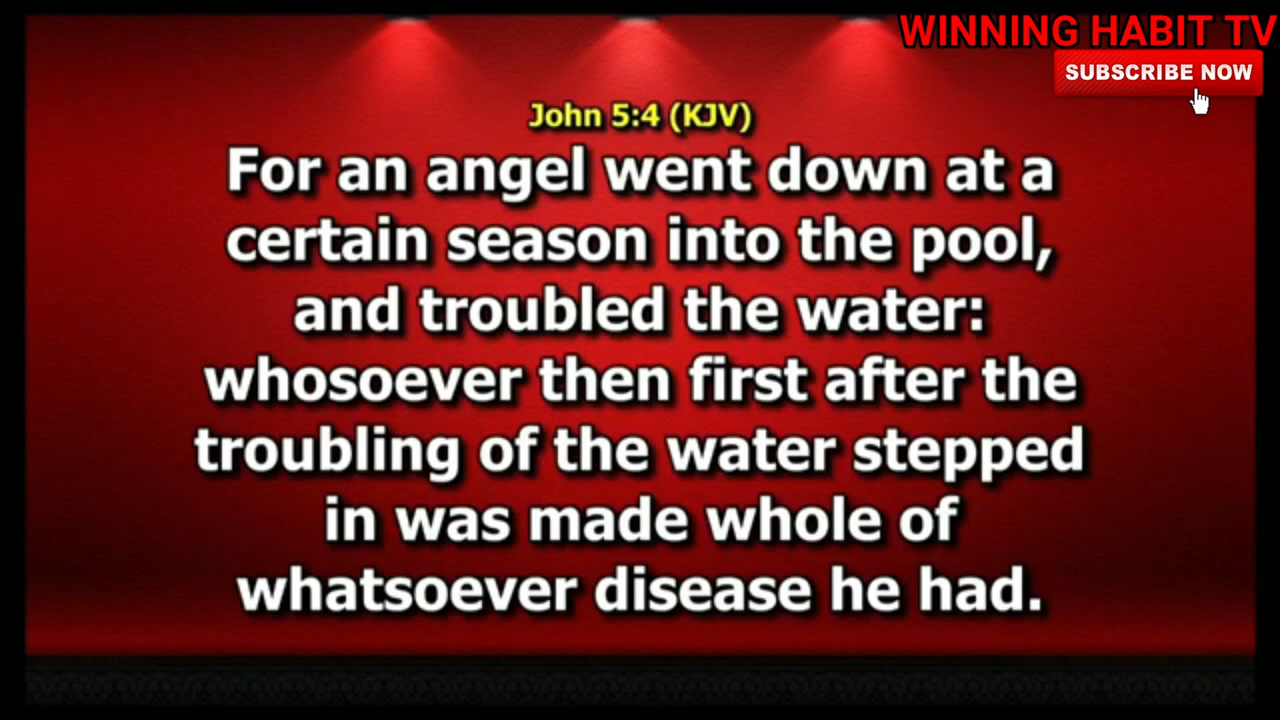 WINNING HABIT TV
SUBSCRIBE NOW
John 5:4 (KJV)
For an angel went down at a
certain season into the pool,
and troubled the water:
whosoever then first after the
troubling of the water stepped
in was made whole of
whatsoever disease he had.